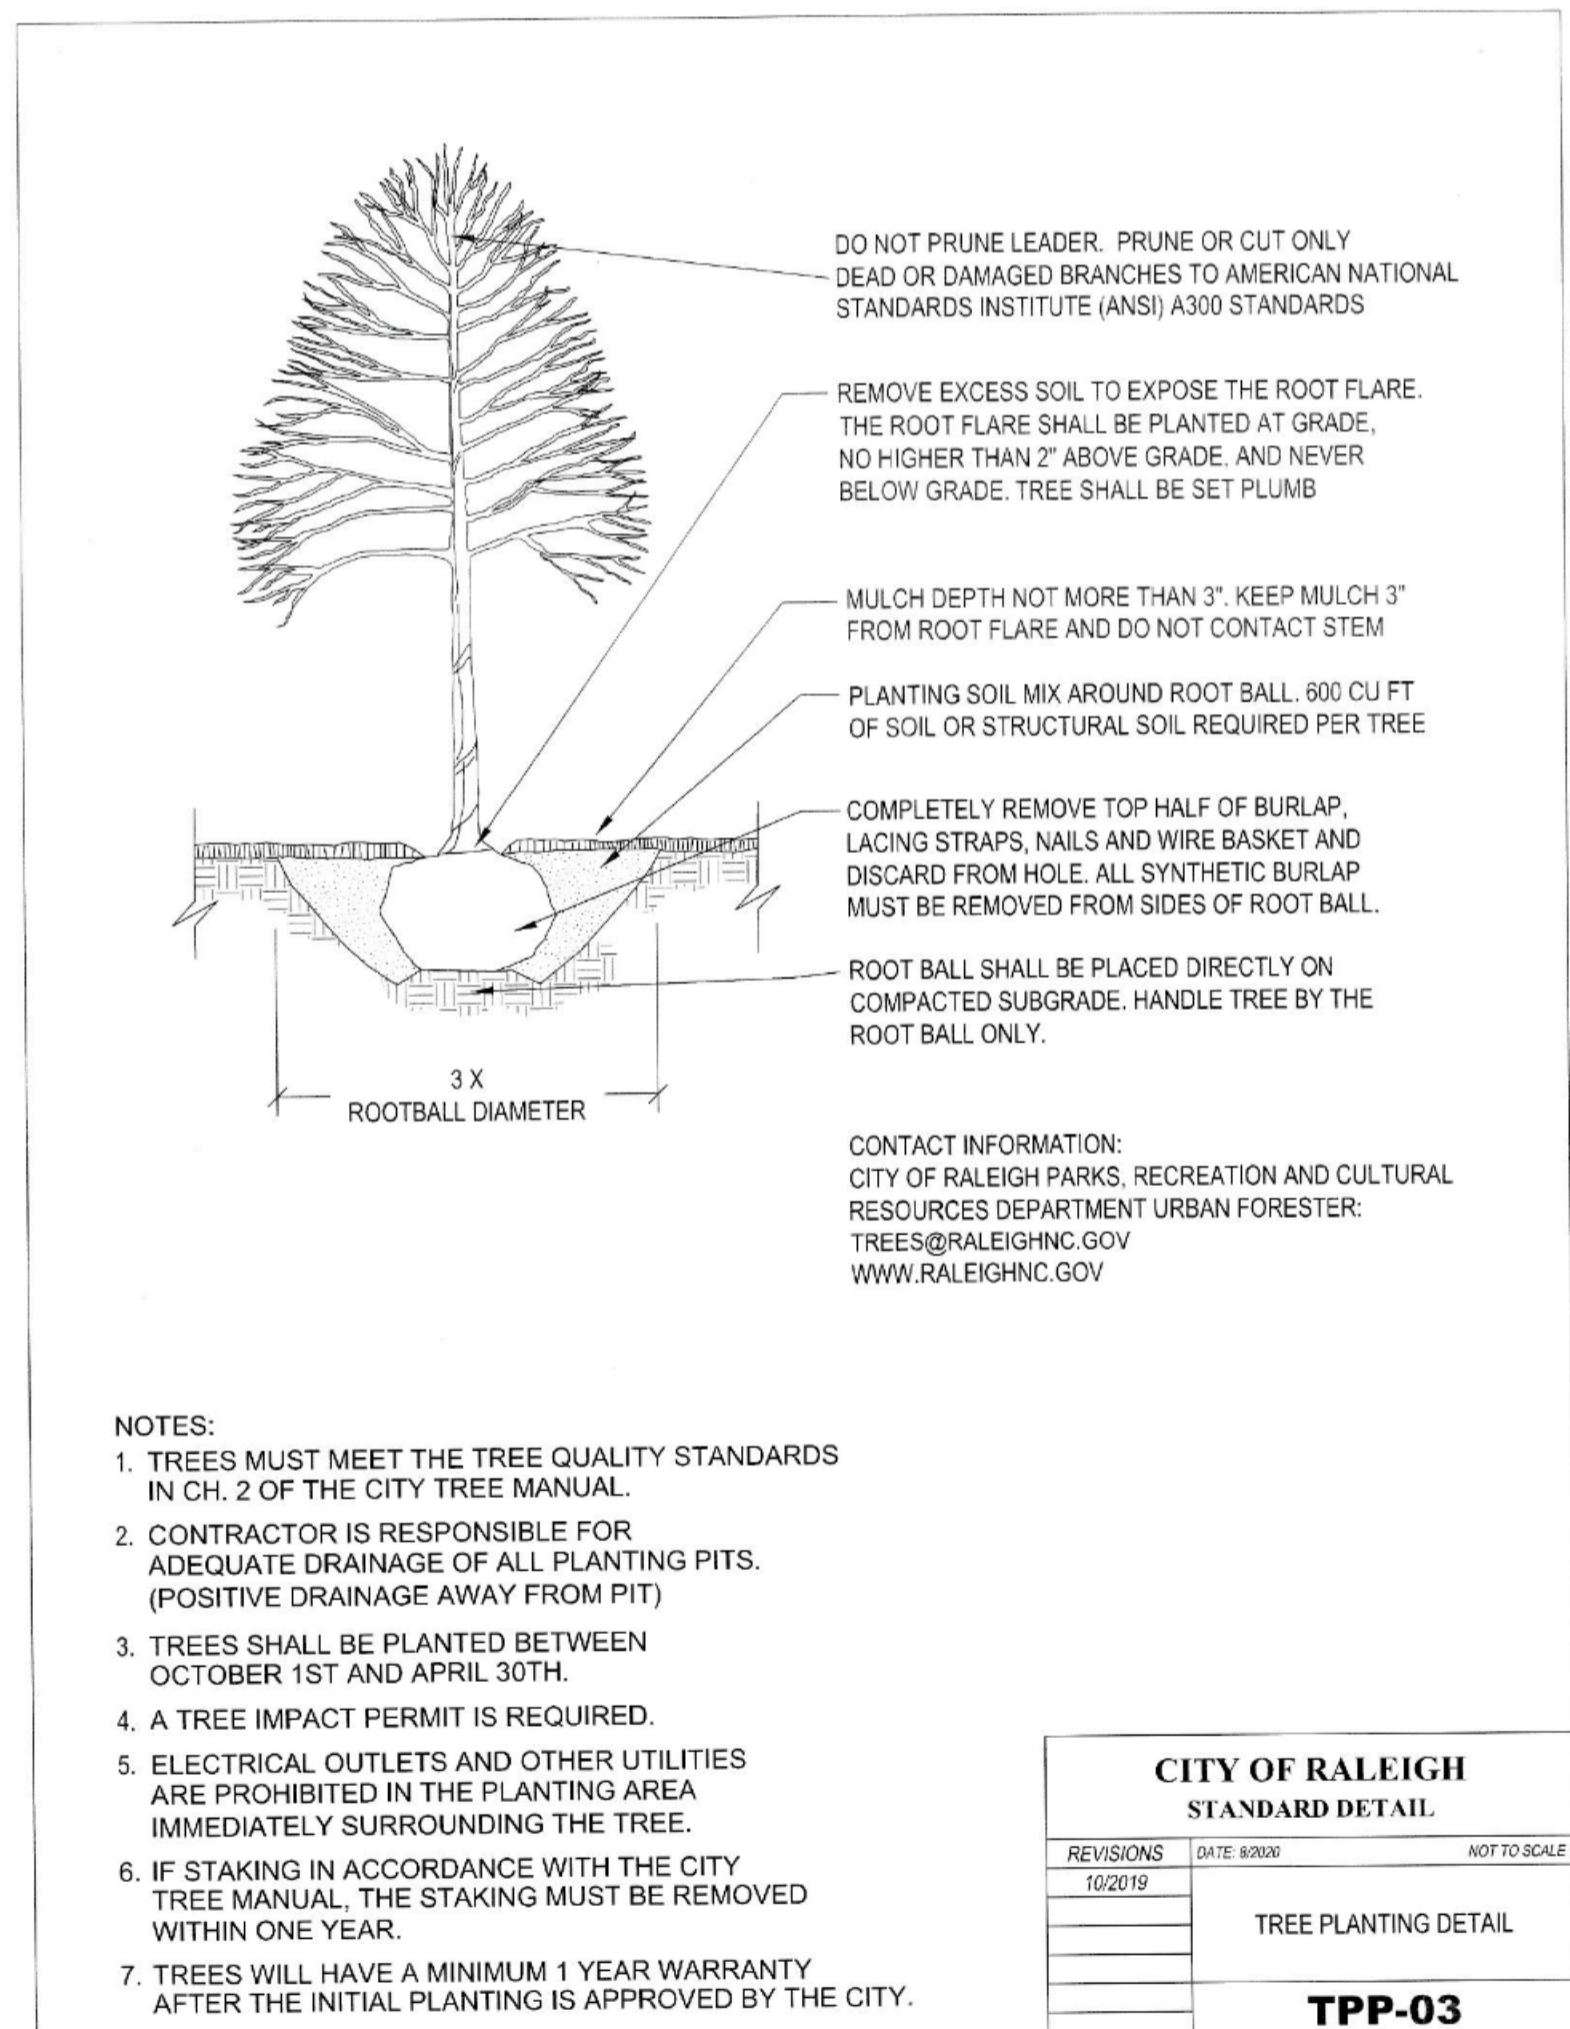 DO NOT PRUNE LEADER. PRUNE OR CUT ONLY
DEAD OR DAMAGED BRANCHES TO AMERICAN NATIONAL
STANDARDS INSTITUTE (ANSI) A300 STANDARDS
REMOVE EXCESS SOIL TO EXPOSE THE ROOT FLARE.
THE ROOT FLARE SHALL BE PLANTED AT GRADE,
NO HIGHER THAN 2" ABOVE GRADE, AND NEVER
BELOW GRADE. TREE SHALL BE SET PLUMB
MULCH DEPTH NOT MORE THAN 3". KEEP MULCH 3"
FROM ROOT FLARE AND DO NOT CONTACT STEM
PLANTING SOIL MIX AROUND ROOT BALL. 600 CU FT
OF SOIL OR STRUCTURAL SOIL REQUIRED PER TREE
COMPLETELY REMOVE TOP HALF OF BURLAP,
LACING STRAPS, NAILS AND WIRE BASKET AND
DISCARD FROM HOLE. ALL SYNTHETIC BURLAP
MUST BE REMOVED FROM SIDES OF ROOT BALL.
ROOT BALL SHALL BE PLACED DIRECTLY ON
COMPACTED SUBGRADE. HANDLE TREE BY THE
ROOT BALL ONLY.
3 X
ROOTBALL DIAMETER
CONTACT INFORMATION:
CITY OF RALEIGH PARKS, RECREATION AND CULTURAL
RESOURCES DEPARTMENT URBAN FORESTER:
TREES@RALEIGHNC.GOV
WWW.RALEIGHNC.GOV
NOTES:
1. TREES MUST MEET THE TREE QUALITY STANDARDS
IN CH. 2 OF THE CITY TREE MANUAL.
2. CONTRACTOR IS RESPONSIBLE FOR
ADEQUATE DRAINAGE OF ALL PLANTING PITS.
(POSITIVE DRAINAGE AWAY FROM PIT)
3. TREES SHALL BE PLANTED BETWEEN
OCTOBER 1ST AND APRIL 30TH.
4. A TREE IMPACT PERMIT IS REQUIRED.
5. ELECTRICAL OUTLETS AND OTHER UTILITIES
ARE PROHIBITED IN THE PLANTING AREA
IMMEDIATELY SURROUNDING THE TREE.
6. IF STAKING IN ACCORDANCE WITH THE CITY
TREE MANUAL, THE STAKING MUST BE REMOVED
WITHIN ONE YEAR.
7. TREES WILL HAVE A MINIMUM 1 YEAR WARRANTY
AFTER THE INITIAL PLANTING IS APPROVED BY THE CITY.
CITY OF RALEIGH
STANDARD DETAIL
REVISIONS DATE: 8/2020 NOT TO SCALE
10/2019
TREE PLANTING DETAIL
TPP-03